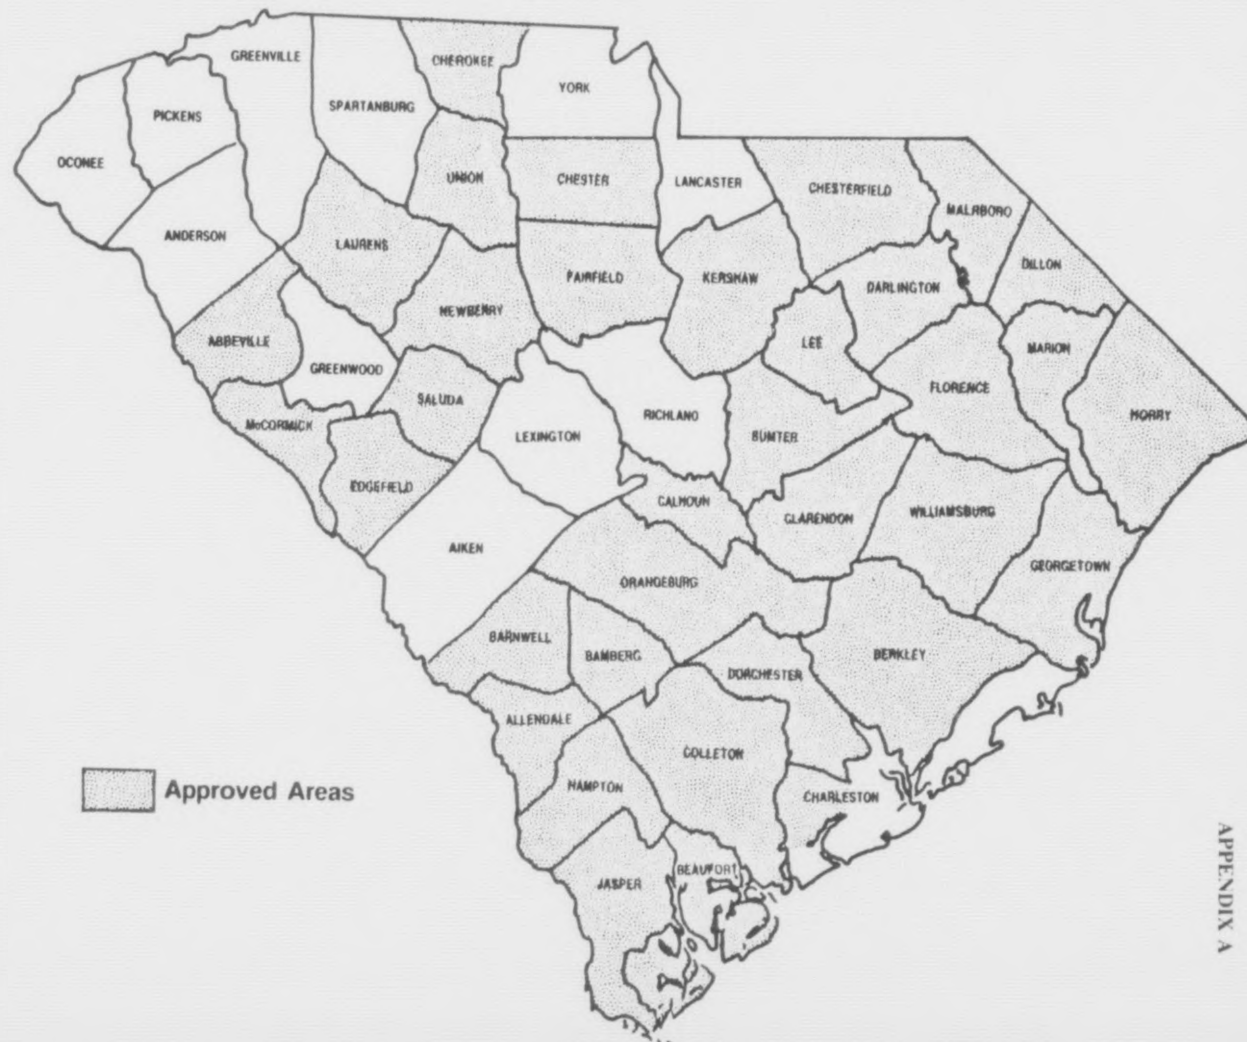 GREENVILLE
CHEROKEE
YORK
SPARTANBURG
PICKENS
OCONEE
UNION
CHESTER
LANCASTER
CHESTERFIELD
MALRBORO
ANDERSON
LAURENS
FAIRFIELD
KERSHAW
DARLINGTON
DILLON
NEWBERRY
ABBEVILLE
GREENWOOD
LEE
MARION
FLORENCE
SALUDA
McCORMICK
LEXINGTON
RICHLAND
SUMTER
HORRY
EDGEFIELD
CALHOUN
CLARENDON
WILLIAMSBURG
AIKEN
ORANGEBURG
GEORGETOWN
BARNWELL
BAMBERG
DORCHESTER
BERKLEY
ALLENDALE
COLLETON
HAMPTON
CHARLESTON
JASPER
BEAUFORT
Approved Areas
APPENDIX A